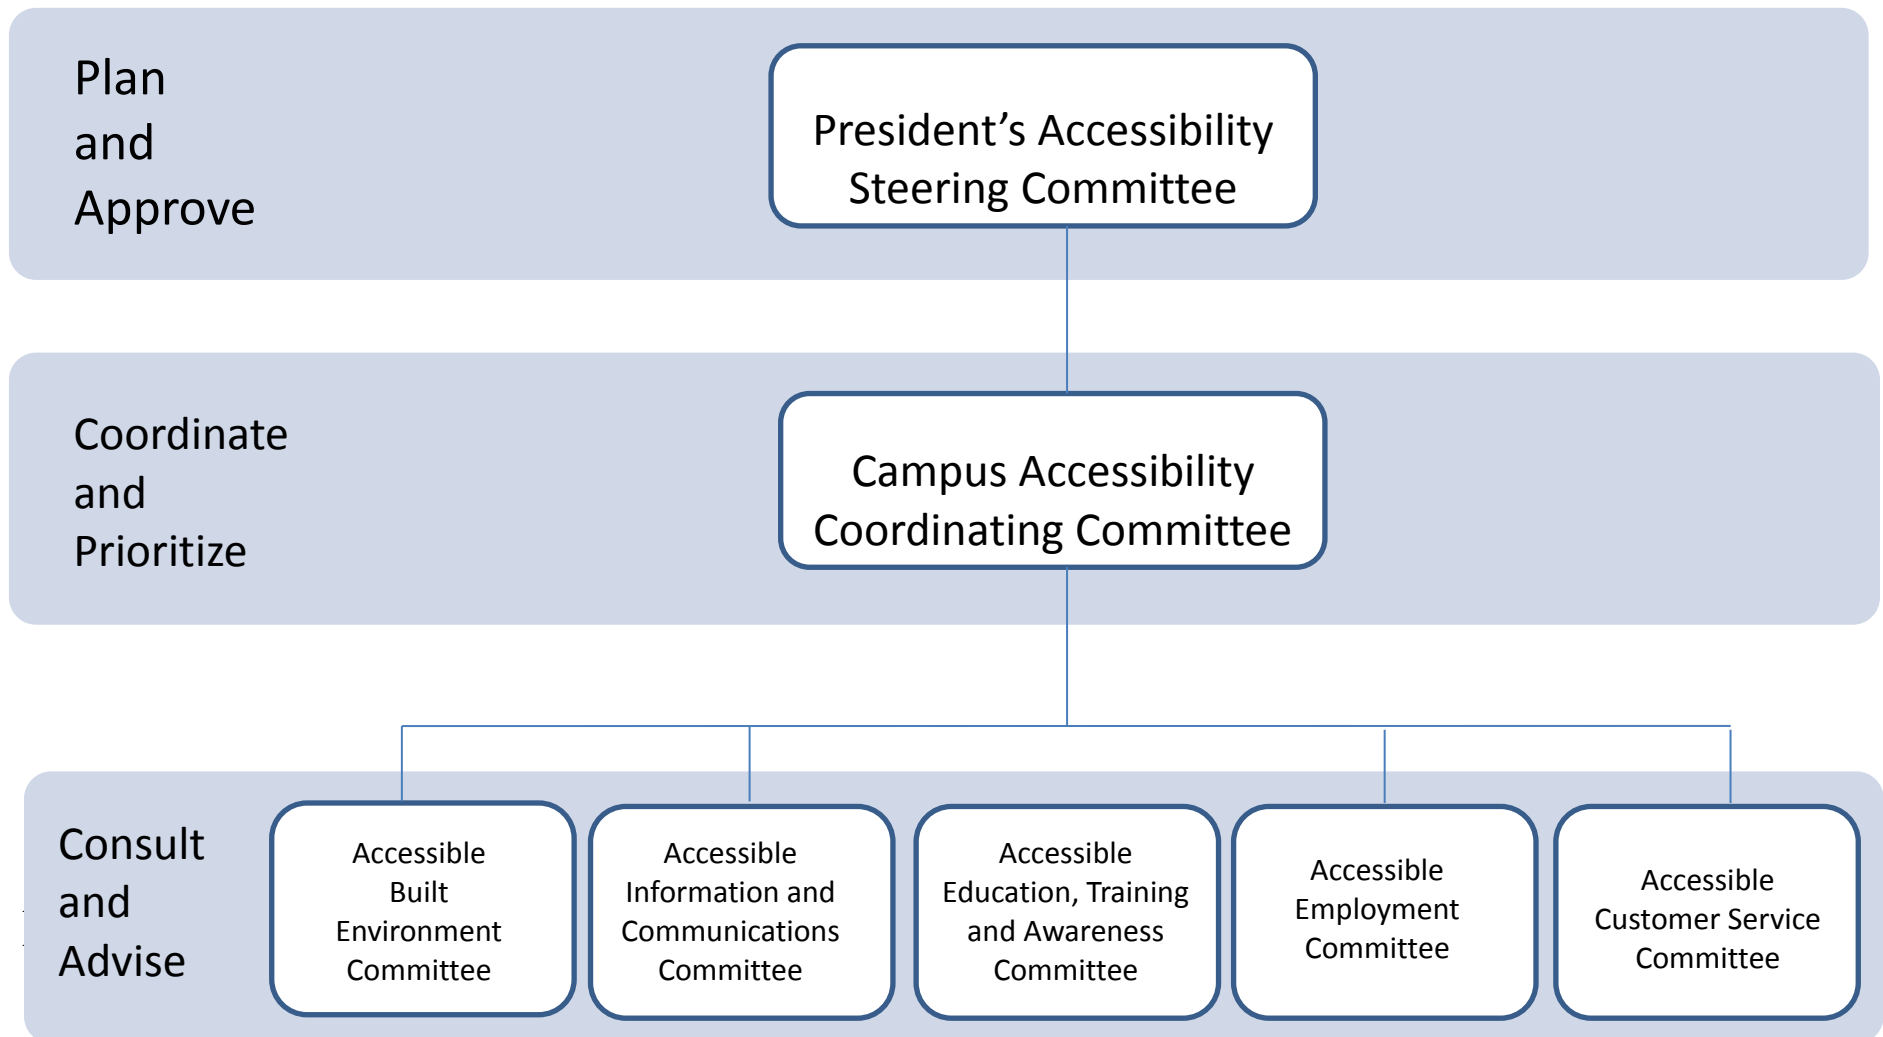 Plan
and
Approve
President’s Accessibility
Steering Committee
Coordinate
and
Prioritize
Campus Accessibility
Coordinating Committee
Consult
and
Advise
Accessible
Built
Environment
Committee
Accessible
Information and
Communications
Committee
Accessible
Education, Training
and Awareness
Committee
Accessible
Employment
Committee
Accessible
Customer Service
Committee